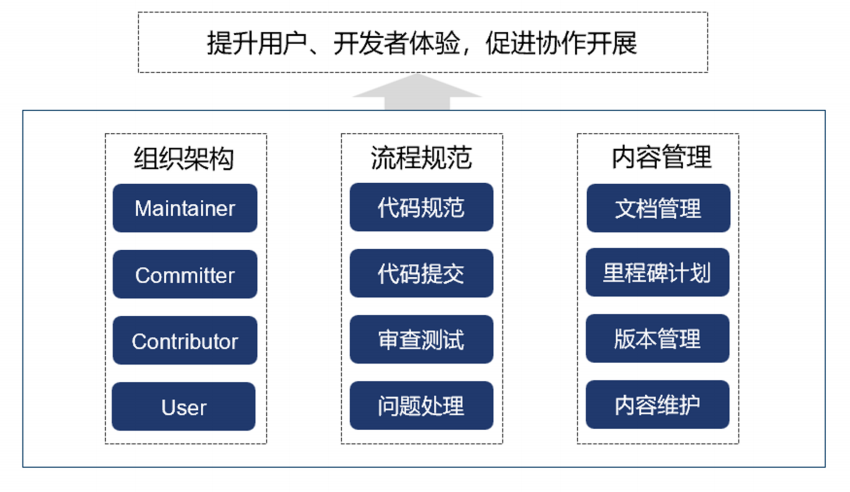 提升用户、开发者体验，促进协作开展
组织架构
Maintainer
Committer
Contributor
User
流程规范
代码规范
代码提交
审查测试
问题处理
内容管理
文档管理
里程碑计划
版本管理
内容维护